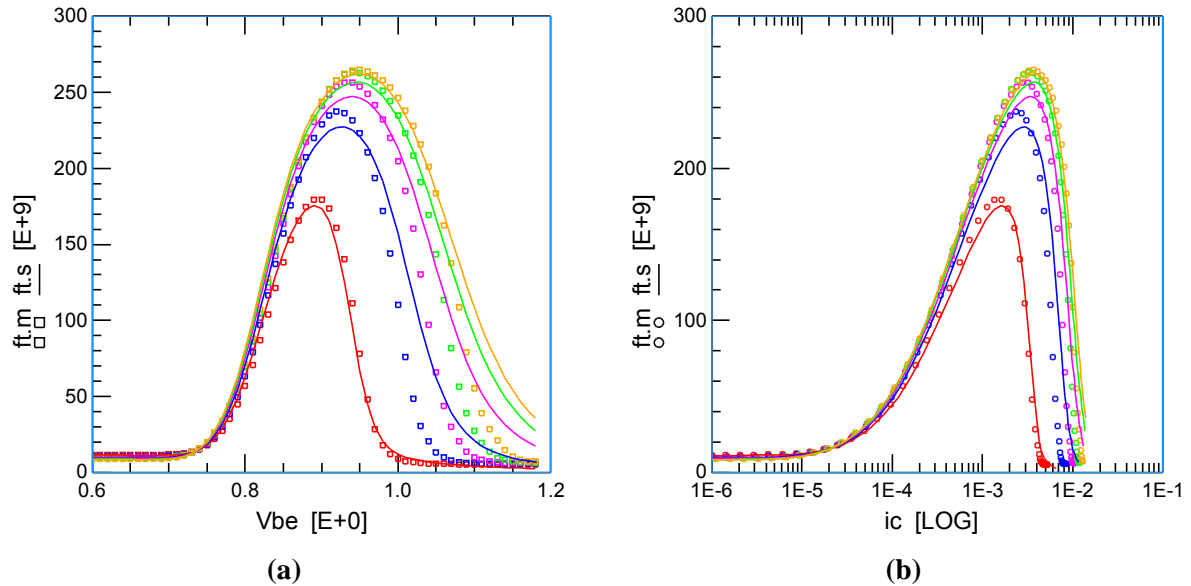 300
250
200
150
100
50
0
ft.m ft.s [E+9]
0.6 0.8 1.0 1.2
Vbe [E+0]
(a)
300
200
100
0
ft.m ft.s [E+9]
1E-6 1E-5 1E-4 1E-3 1E-2 1E-1
ic [LOG]
(b)